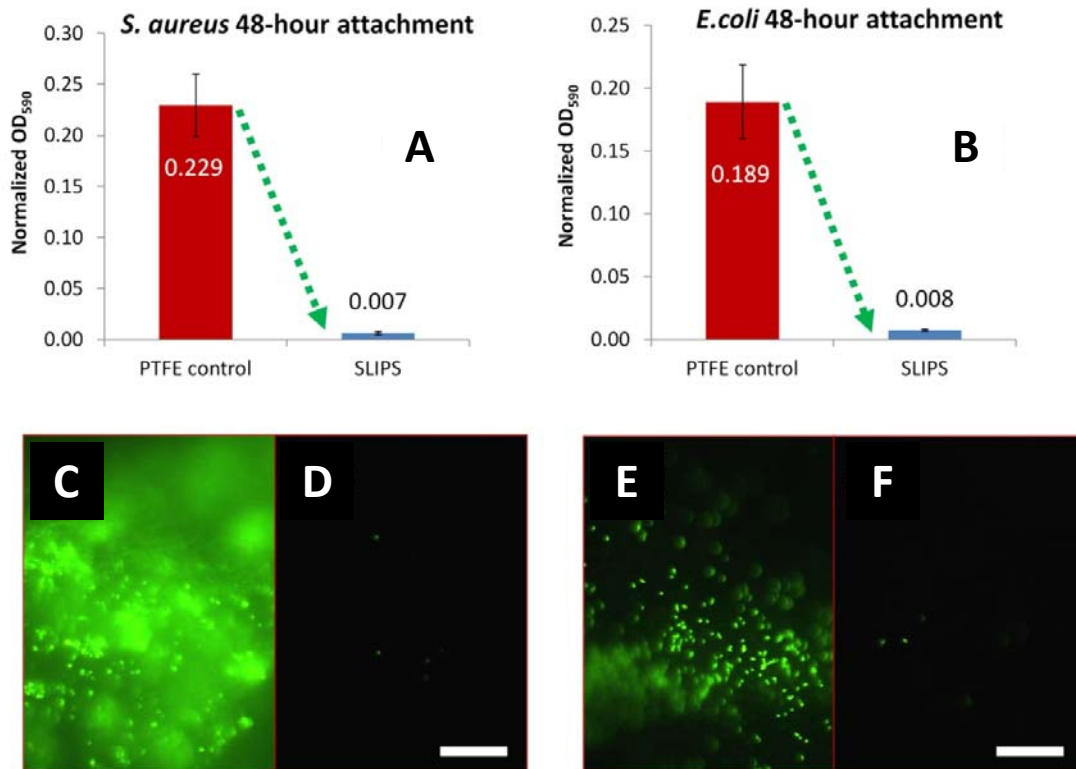 S. aureus 48-hour attachment
Normalized OD590
0.30
0.25
0.20
0.15
0.10
0.05
0.00
0.229
0.007
A
PTFE control
SLIPS
E.coli 48-hour attachment
Normalized OD590
0.25
0.20
0.15
0.10
0.05
0.00
0.189
0.008
B
PTFE control
SLIPS
C
D
E
F